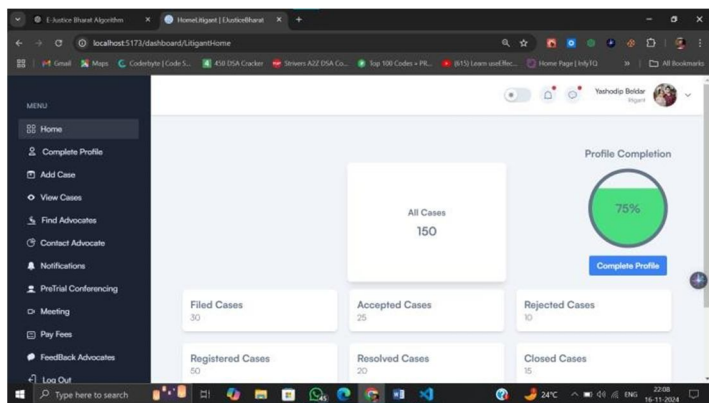 E-Justice Bharat Algorithm
HomeLitigant | EJusticeBharat
localhost:5173/dashboard/LitigantHome
Gmail
Maps
Coderbyte | Code S...
450 DSA Cracker
Strivers A2Z DSA Co...
Top 100 Codes » PR...
(615) Learn useEffec...
Home Page | InfyTQ
All Bookmarks
Yashodip Beldar
litigant
MENU
Home
Complete Profile
Add Case
View Cases
Find Advocates
Contact Advocate
Notifications
PreTrial Conferencing
Meeting
Pay Fees
FeedBack Advocates
Log Out
Profile Completion
75%
Complete Profile
All Cases
150
Filed Cases
30
Accepted Cases
25
Rejected Cases
10
Registered Cases
50
Resolved Cases
20
Closed Cases
15
Type here to search
24°C
ENG
22:08
16-11-2024